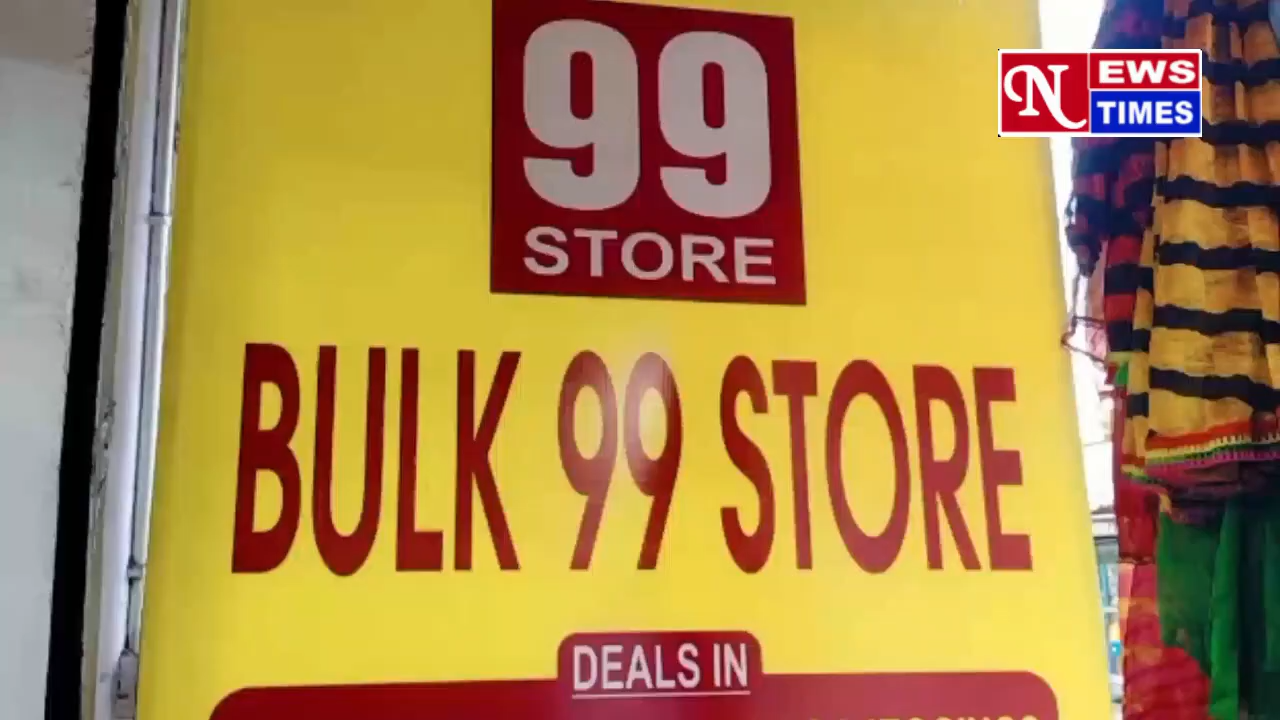 99
STORE
NEWS
TIMES
BULK 99 STORE
DEALS IN